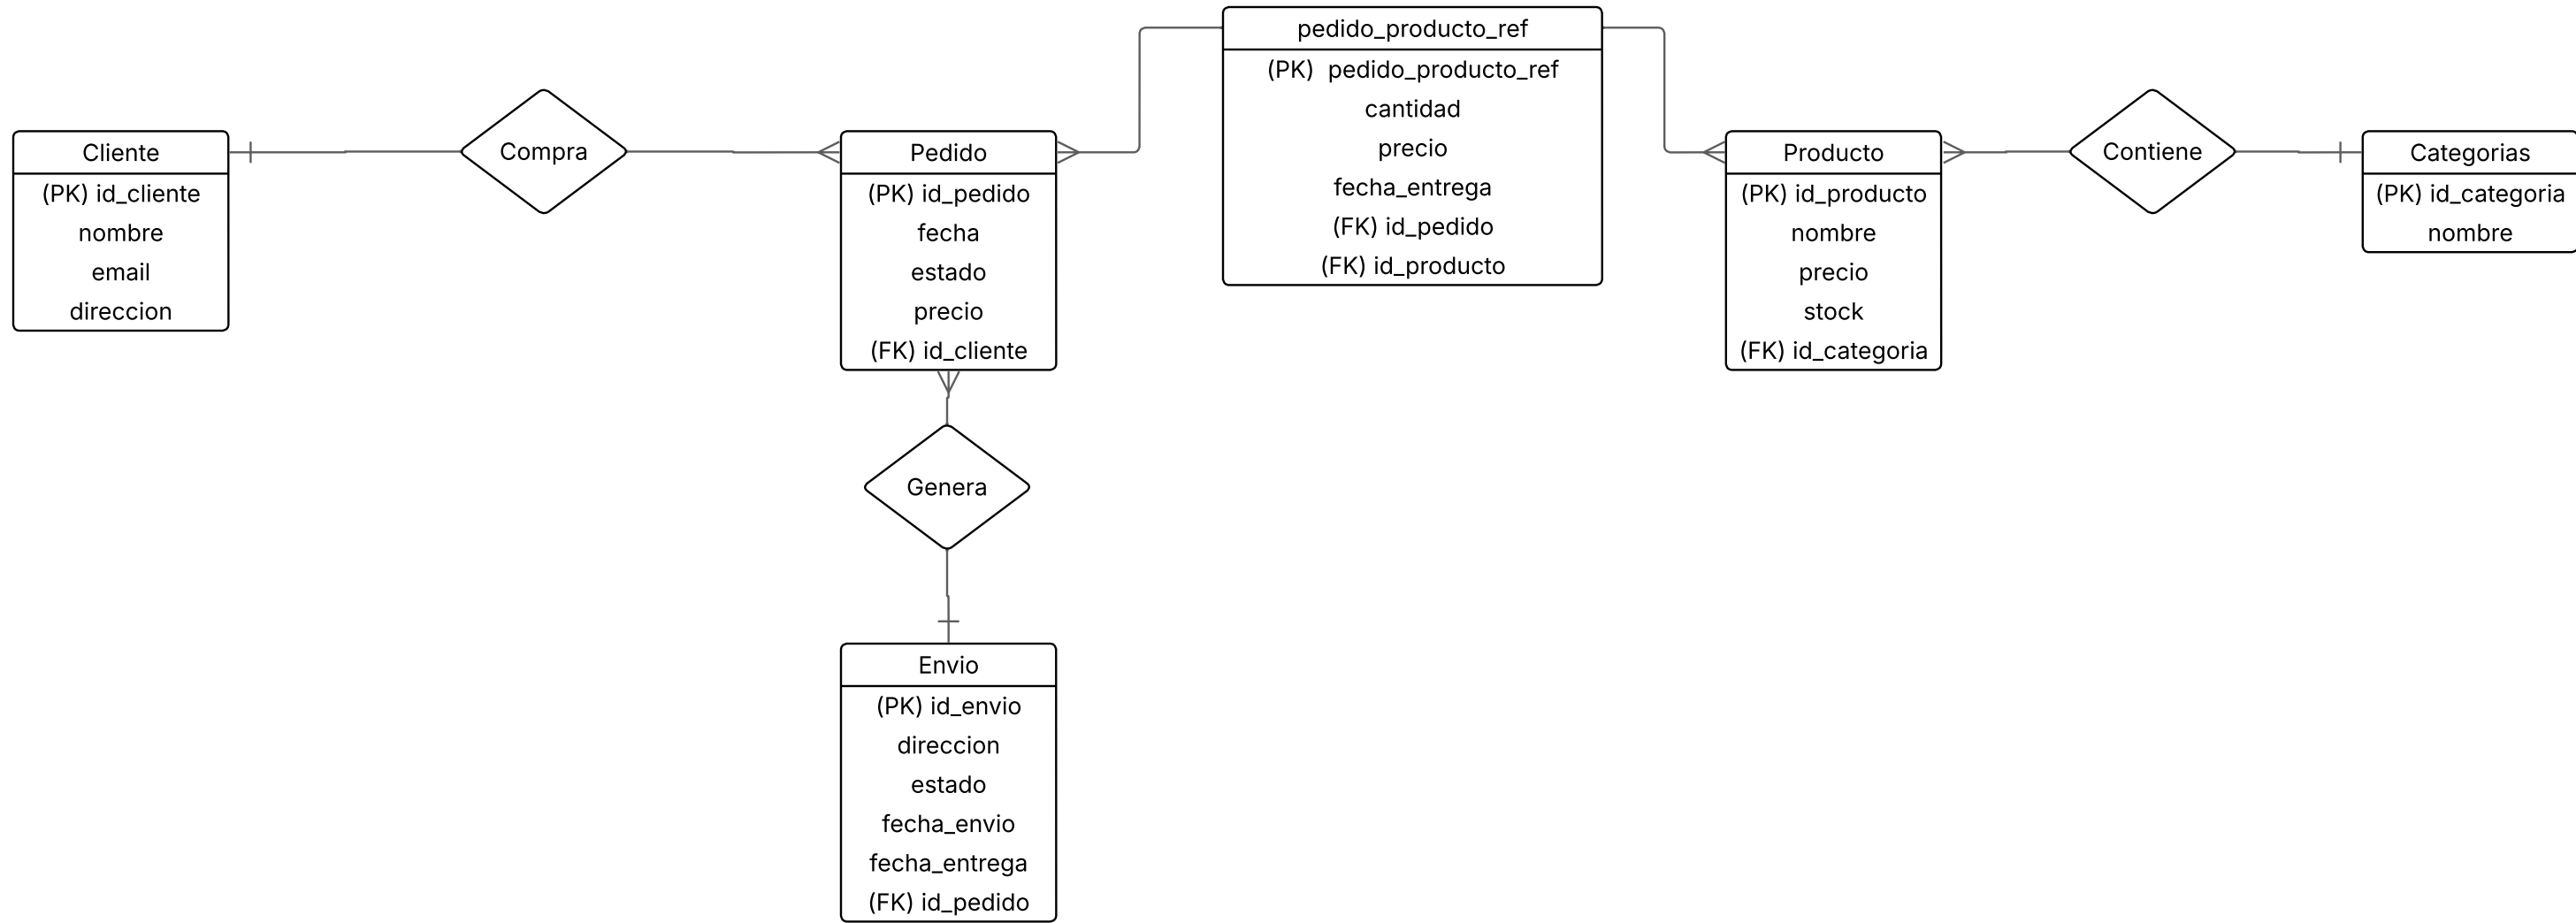 Cliente
(PK) id_cliente
nombre
email
direccion
Compra
Pedido
(PK) id_pedido
fecha
estado
precio
(FK) id_cliente
pedido_producto_ref
(PK) pedido_producto_ref
cantidad
precio
fecha_entrega
(FK) id_pedido
(FK) id_producto
Producto
(PK) id_producto
nombre
precio
stock
(FK) id_categoria
Contiene
Categorias
(PK) id_categoria
nombre
Genera
Envio
(PK) id_envio
direccion
estado
fecha_envio
fecha_entrega
(FK) id_pedido